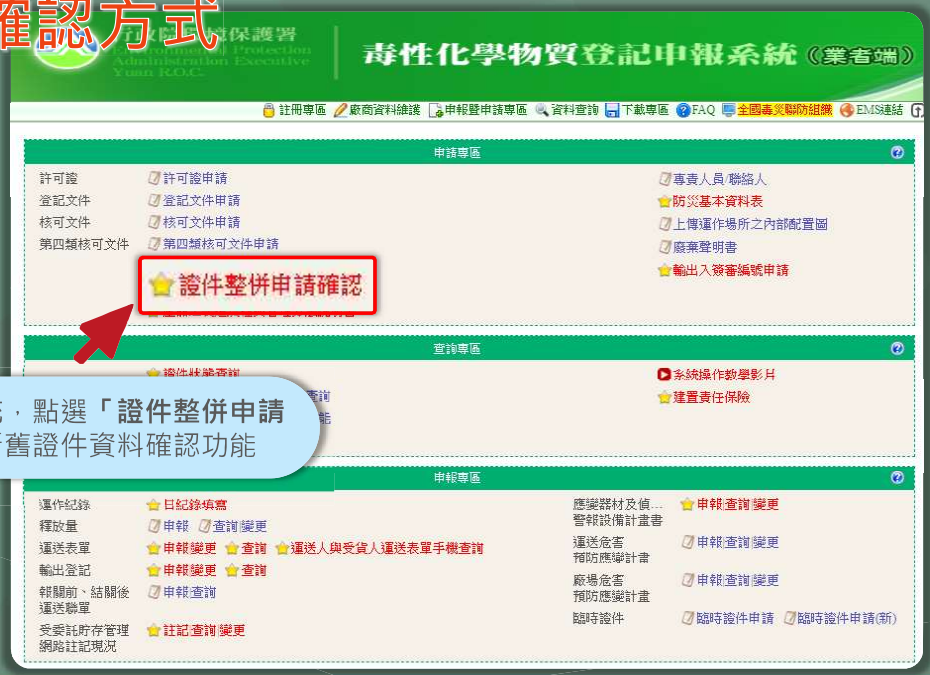 確認方式
行政院環境保護署
Environmental Protection
Administration Executive
Yuan R.O.C.
毒性化學物質登記申報系統 (業者端)
註冊專區 廠商資料維護 申報暨申請專區 資料查詢 下載專區 FAQ 全國毒災聯防組織 EMS連結
申請專區
許可證 許可證申請 專責人員/聯絡人
登記文件 登記文件申請 防災基本資料表
核可文件 核可文件申請 上傳運作場所之內部配置圖
第四類核可文件 第四類核可文件申請 廢棄聲明書
證件整併申請確認 輸出入簽審編號申請
查詢專區
證件狀態查詢 系統操作教學影片
查詢 建置責任保險
能
,點選「證件整併申請
舊證件資料確認功能
申報專區
運作紀錄 日紀錄填寫 應變器材及偵... 申報|查詢|變更
警報設備計畫書
釋放量 申報 查詢|變更
運送表單 申報|變更 查詢 運送人與受貨人運送表單手機查詢 運送危害 申報|查詢|變更
預防應變計畫
輸出登記 申報|變更 查詢
報關前、結關後 申報|查詢 廠場危害 申報|查詢|變更
運送聯單 預防應變計畫
受委託貯存管理 註記|查詢|變更 臨時證件 臨時證件申請 臨時證件申請(新)
網路註記現況